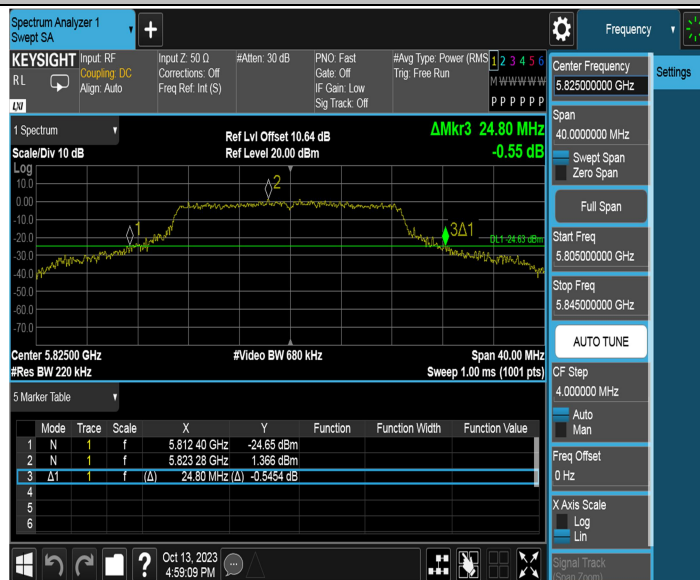 Spectrum Analyzer 1
Swept SA
+
Frequency
KEYSIGHT
RL
LXI
Input: RF
Coupling: DC
Align: Auto
Input Z: 50 Ω
Corrections: Off
Freq Ref: Int (S)
#Atten: 30 dB
PNO: Fast
Gate: Off
IF Gain: Low
Sig Track: Off
#Avg Type: Power (RMS
Trig: Free Run
1 2 3 4 5 6
M W W W W W
P P P P P P
Center Frequency
5.825000000 GHz
Settings
Span
40.0000000 MHz
Swept Span
Zero Span
Full Span
Start Freq
5.805000000 GHz
Stop Freq
5.845000000 GHz
AUTO TUNE
CF Step
4.000000 MHz
Auto
Man
Freq Offset
0 Hz
X Axis Scale
Log
Lin
Signal Track
(Span Zoom)
1 Spectrum
Scale/Div 10 dB
Ref Lvl Offset 10.64 dB
Ref Level 20.00 dBm
ΔMkr3 24.80 MHz
-0.55 dB
Log
10.0
0.00
-10.0
-20.0
-30.0
-40.0
-50.0
-60.0
-70.0
1
2
3Δ1
DL1 -24.63 dBm
Center 5.82500 GHz
#Video BW 680 kHz
Span 40.00 MHz
#Res BW 220 kHz
Sweep 1.00 ms (1001 pts)
5 Marker Table
Mode Trace Scale X Y Function Function Width Function Value
1 N 1 f 5.812 40 GHz -24.65 dBm
2 N 1 f 5.823 28 GHz 1.366 dBm
3 Δ1 1 f (Δ) 24.80 MHz (Δ) -0.5454 dB
4
5
6
?
Oct 13, 2023
4:59:09 PM